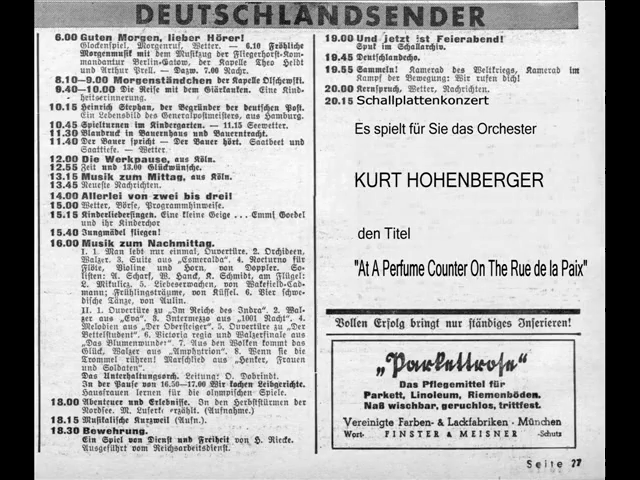 DEUTSCHLANDSENDER
6.00 Guten Morgen, lieber Hörer!
Glockenspiel, Morgenruf, Wetter. — 6.10 Fröhliche
Morgenmusik mit dem Musikzug der Fliegerhorst-Kom-
mandantur Berlin-Gatow, der Kapelle Theo Heldt
und Arthur Prell. — Dazw. 7.00 Nachr.
8.10—9.00 Morgenständchen der Kapelle Olschewski.
9.40—10.00 Die Reise mit dem Giärkanken. Eine Kind-
heitserinnerung.
10.15 Heinrich Stephan, der Begründer der deutschen Post.
Ein Lebensbild des Generalpostmeisters, aus Hamburg.
10.45 Spielturnen im Kindergarten. — 11.15 Seewetter.
11.30 Blaudruck in Bauernhaus und Bauerntracht.
11.40 Der Bauer spricht — Der Bauer hört. Saatbeet und
Saattiefe. — Wetter.
12.00 Die Werkpause, aus Köln.
12.55 Zeit und 13.00 Glückwünsche.
13.15 Musik zum Mittag, aus Köln.
13.45 Neueste Nachrichten.
14.00 Allerlei von zwei bis drei!
15.00 Wetter, Börse, Programmhinweise.
15.15 Kinderliedersingen. Eine kleine Geige ... Emmi Goedel
und ihr Kinderchor
15.40 Jungmädel fliegen!
16.00 Musik zum Nachmittag.
I. 1. Man lebt nur einmal, Ouvertüre. 2. Orchideen,
Walzer. 3. Suite aus „Esmeralda“. 4. Nocturno für
Flöte, Violine und Horn, von Doppler. So-
listen: A. Scharf, W. Hand, K. Schmidt, am Flügel:
L. Mikulicz. 5. Liebeserwachen, von Wakefield-Cad-
mann; Frühlingsträume, von Küssel. 6. Vier schwe-
dische Tänze, von Aulin.
II. 1. Ouvertüre zu „Im Reiche des Indra“. 2. Wal-
zer aus „Eva“. 3. Intermezzo aus „1001 Nacht“. 4.
Melodien aus „Der Obersteiger“. 5. Ouvertüre zu „Der
Bettelstudent“. 6. Victoria regia und Walzerfinale aus
„Das Blumenwunder“. 7. Aus den Wolken kommt das
Glück, Walzer aus „Amphytrion“. 8. Wenn die
Trommel rühren! Marschlied aus „Henker, Frauen
und Soldaten“.
Das Unterhaltungsorch. Leitung: O. Dobrindt.
In der Pause von 16.50—17.00 Wir kochen Leibgerichte.
Hausfrauen lernen für die olympischen Spiele.
18.00 Abenteuer und Erlebnisse. In den Herbststürmen der
Nordsee. M. Luserke erzählt. (Aufnahme.)
18.15 Musikalische Kurzweil (Aufn.).
18.30 Bewehrung.
Ein Spiel von Dienst und Freiheit von H. Riecke.
Ausgeführt vom Reichsarbeitsdienst.
19.00 Und jetzt ist Feierabend!
Spuk im Schallarchiv.
19.45 Deutschlandecho.
19.55 Sammeln! Kamerad des Weltkriegs, Kamerad im
Kampf der Bewegung: Wir rufen dich!
20.00 Kernspruch, Wetter, Nachrichten.
20.15 Schallplattenkonzert
Es spielt für Sie das Orchester
KURT HOHENBERGER
den Titel
"At A Perfume Counter On The Rue de la Paix"
Vollen Erfolg bringt nur ständiges Inserieren!
„Parkettrose“
Das Pflegemittel für
Parkett, Linoleum, Riemenböden.
Naß wischbar, geruchlos, trittfest.
Vereinigte Farben- & Lackfabriken · München
Wort- FINSTER & MEISNER -Schutz
Seite 27